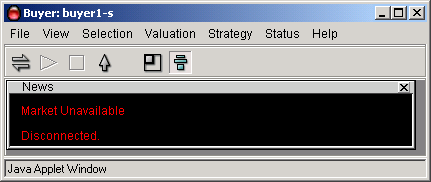 Buyer: buyer1-s
File View Selection Valuation Strategy Status Help
News
Market Unavailable
Disconnected.
Java Applet Window